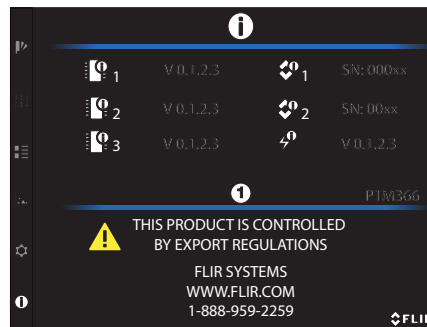 i
1 V 0.1.2.3 1 SN: 000xx
2 V 0.1.2.3 2 SN: 00xx
3 V 0.1.2.3 V 0.1.2.3
1 PTM366
THIS PRODUCT IS CONTROLLED
BY EXPORT REGULATIONS
FLIR SYSTEMS
WWW.FLIR.COM
1-888-959-2259
FLIR